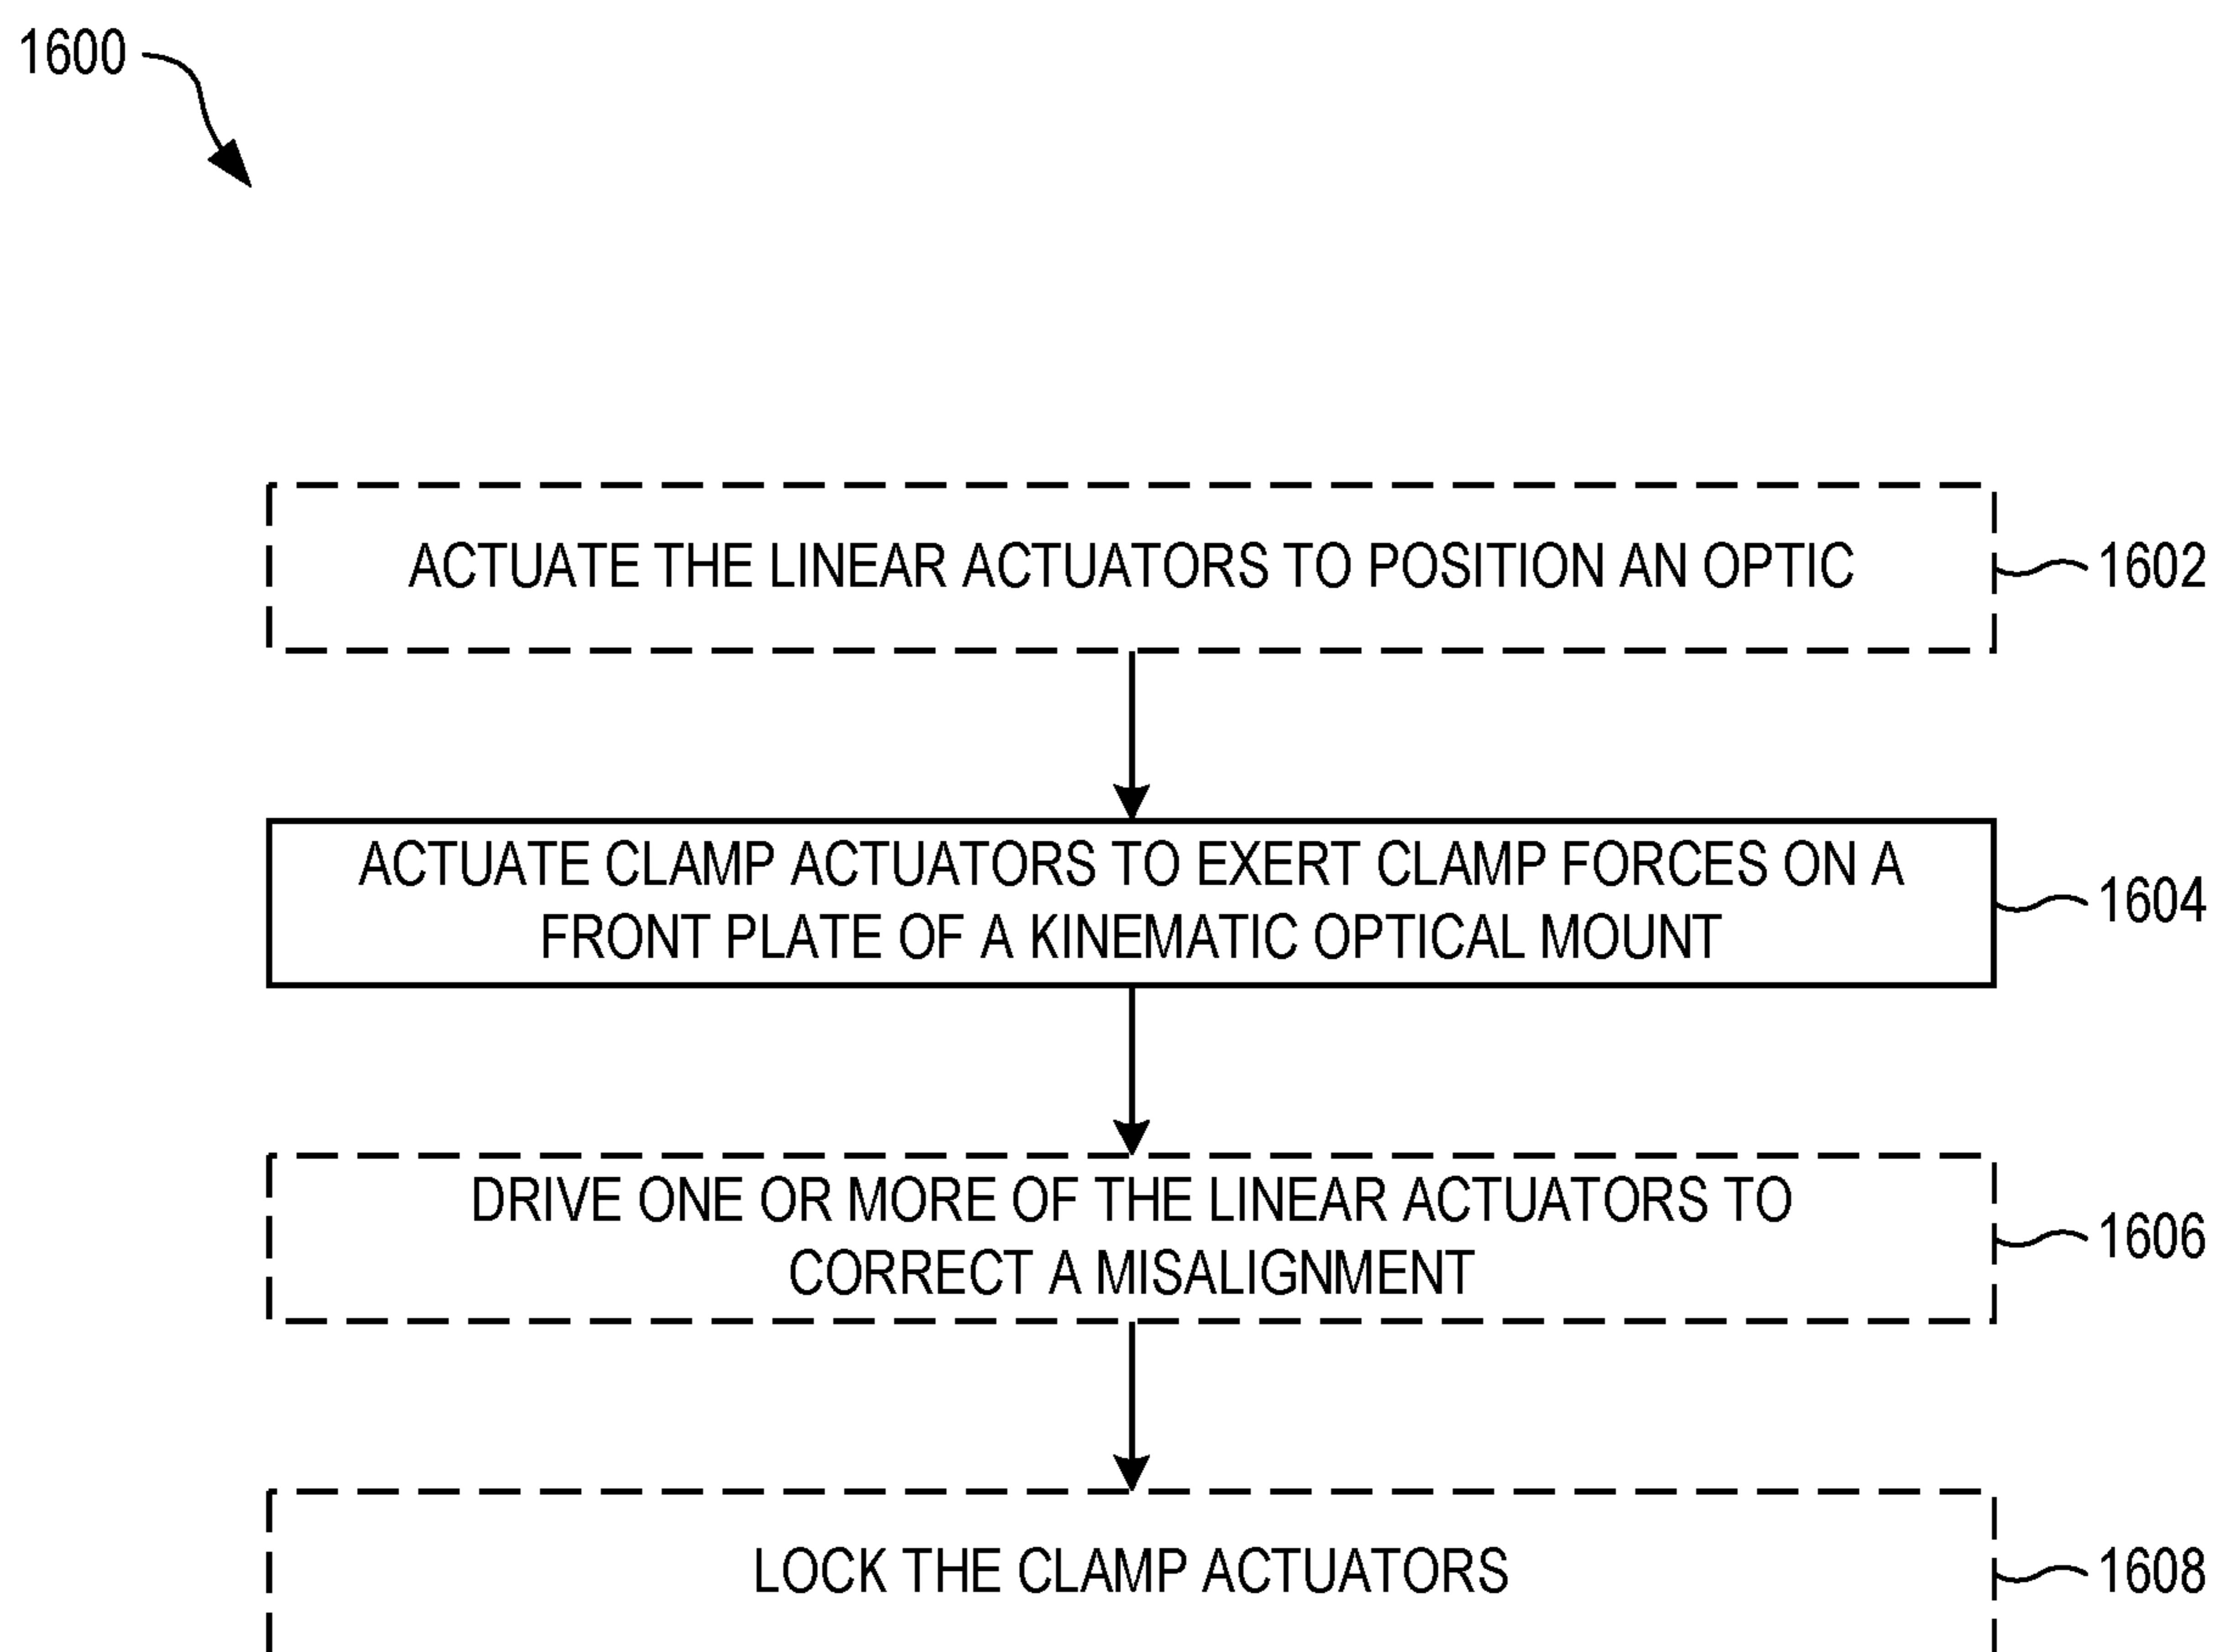 1600
ACTUATE THE LINEAR ACTUATORS TO POSITION AN OPTIC
1602
ACTUATE CLAMP ACTUATORS TO EXERT CLAMP FORCES ON A
FRONT PLATE OF A KINEMATIC OPTICAL MOUNT
1604
DRIVE ONE OR MORE OF THE LINEAR ACTUATORS TO
CORRECT A MISALIGNMENT
1606
LOCK THE CLAMP ACTUATORS
1608